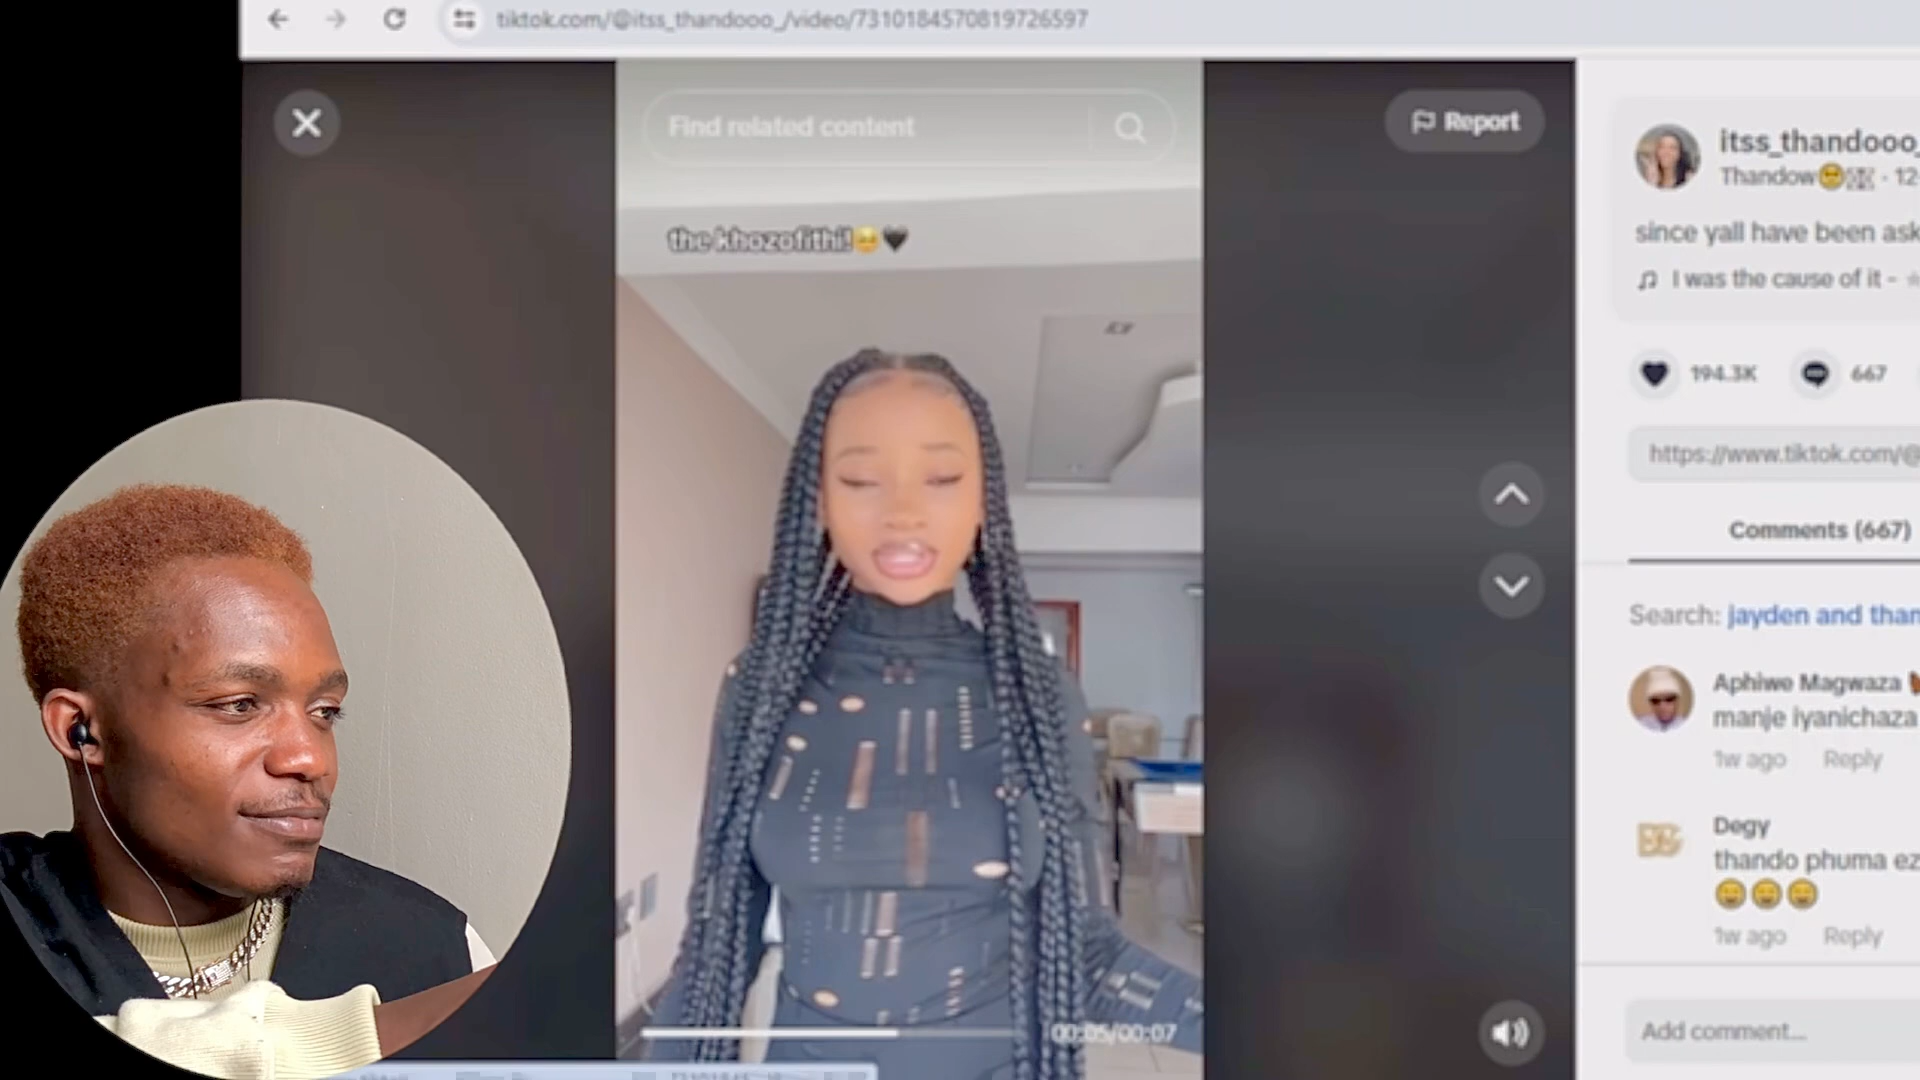 tiktok.com/@itss_thandooo_/video/7310184570819726597
Find related content
Report
the khozofithi!🥺🖤
00:05/00:07
itss_thandooo_
Thandow🥺 · 12-
since yall have been ask
I was the cause of it -
194.3K
667
https://www.tiktok.com/@
Comments (667)
Search: jayden and than
Aphiwe Magwaza
manje iyanichaza
1w ago Reply
Degy
thando phuma ez
1w ago Reply
Add comment...